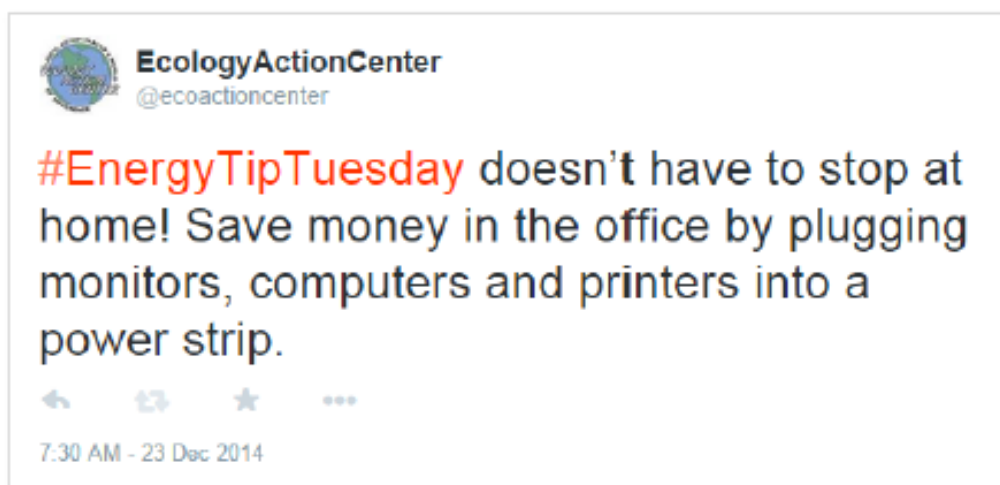 EcologyActionCenter
@ecoactioncenter
#EnergyTipTuesday doesn’t have to stop at
home! Save money in the office by plugging
monitors, computers and printers into a
power strip.
7:30 AM - 23 Dec 2014